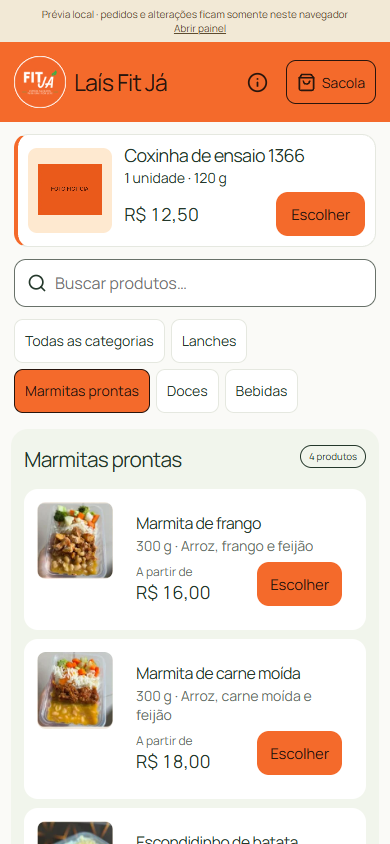 Prévia local · pedidos e alterações ficam somente neste navegador
Abrir painel
FIT
JÁ
Laís Fit Já
Sacola
Coxinha de ensaio 1366
1 unidade · 120 g
R$ 12,50
Escolher
Buscar produtos...
Todas as categorias
Lanches
Marmitas prontas
Doces
Bebidas
Marmitas prontas
4 produtos
Marmita de frango
300 g · Arroz, frango e feijão
A partir de
R$ 16,00
Escolher
Marmita de carne moída
300 g · Arroz, carne moída e
feijão
A partir de
R$ 18,00
Escolher
Escondidinho de batata